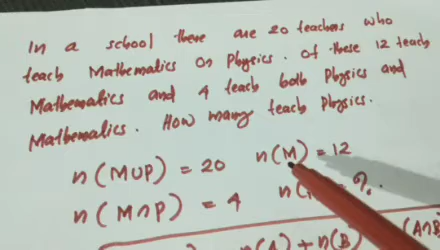 In a school there are 20 teachers who
teach Mathematics or Physics. Of these 12 teach
Mathematics and 4 teach both Physics and
Mathematics. How many teach Physics.
n(M∪P) = 20 n(M) = 12
n(M∩P) = 4 n( = ?.
n(A) + n(B) (A∩B